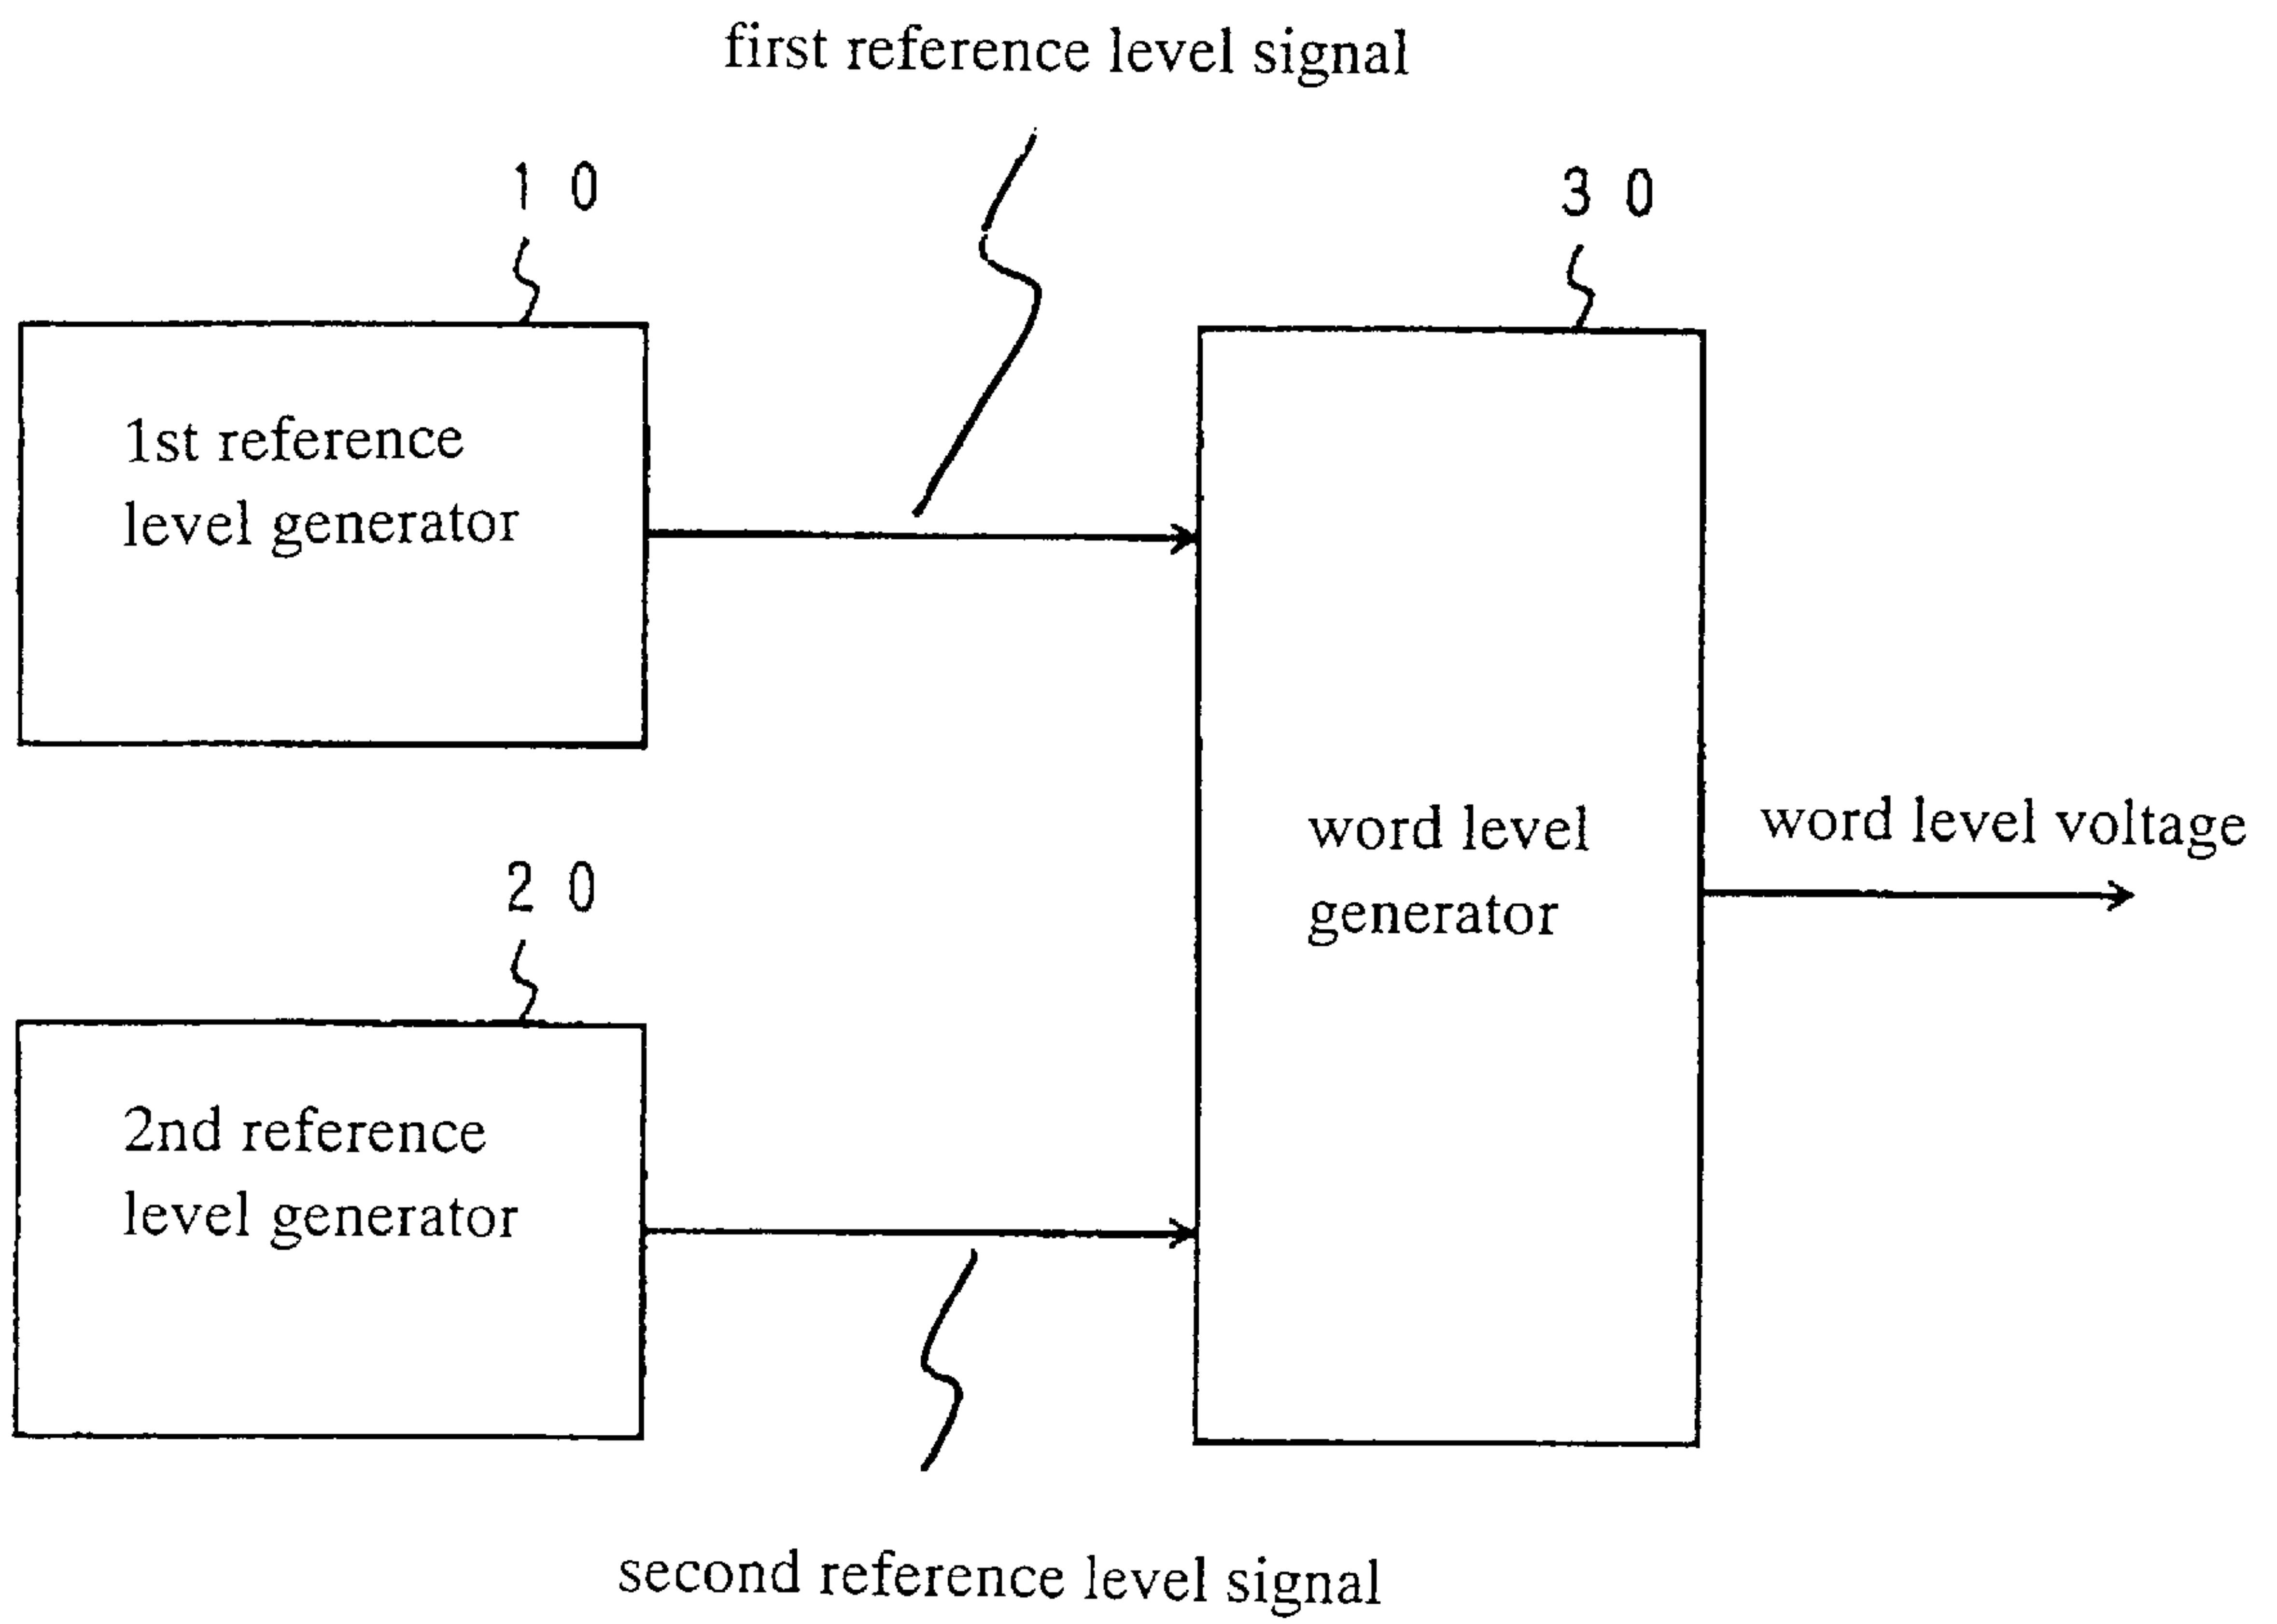 first reference level signal
1 0
3 0
1st reference
level generator
word level
generator
word level voltage
2 0
2nd reference
level generator
second reference level signal